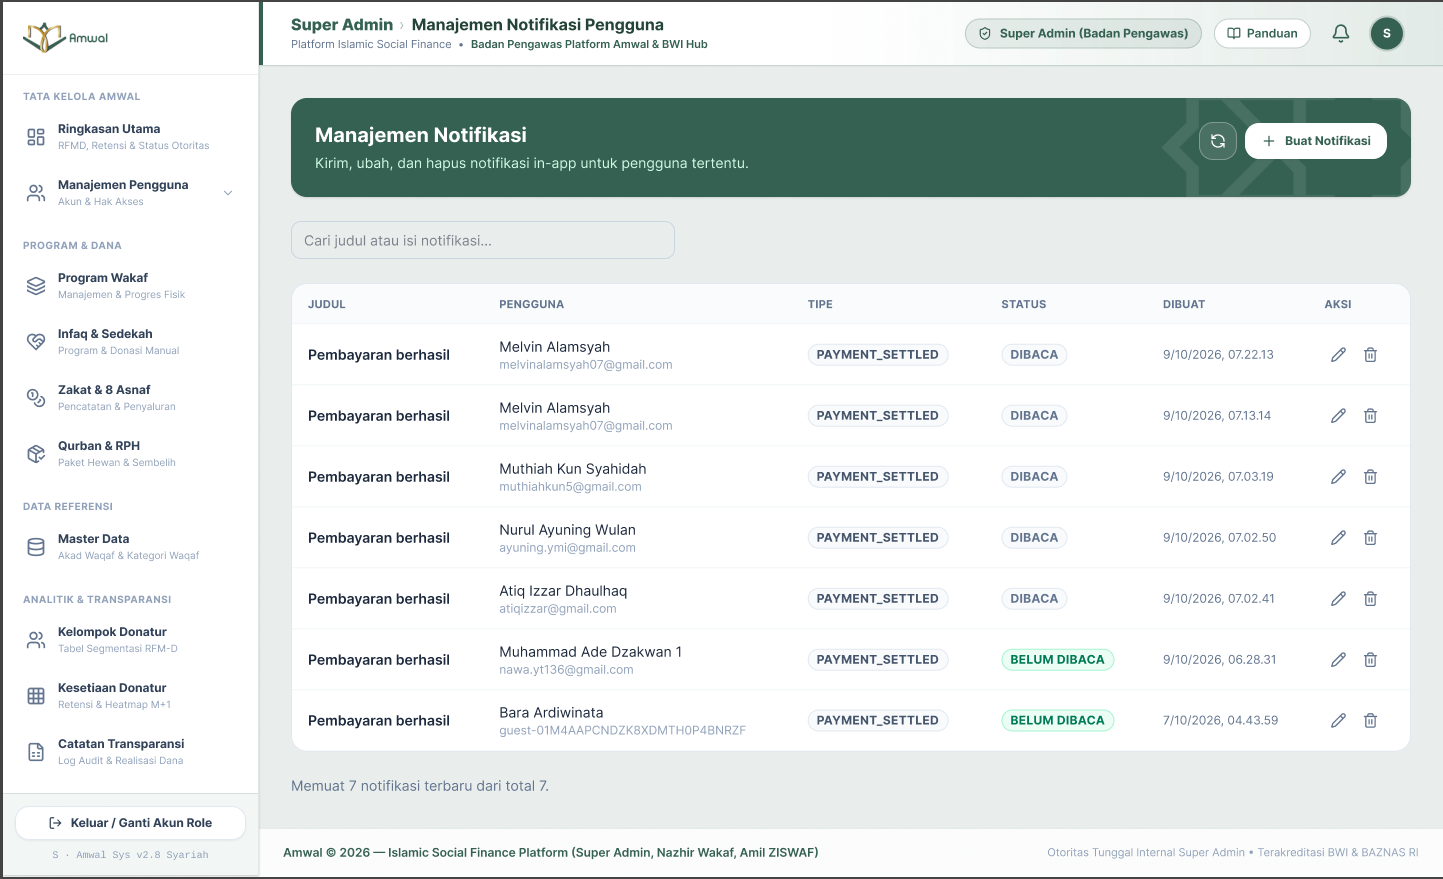 Amwal
Super Admin › Manajemen Notifikasi Pengguna
Platform Islamic Social Finance • Badan Pengawas Platform Amwal & BWI Hub
Super Admin (Badan Pengawas)
Panduan
S
TATA KELOLA AMWAL
Ringkasan Utama
RFMD, Retensi & Status Otoritas
Manajemen Pengguna
Akun & Hak Akses
PROGRAM & DANA
Program Wakaf
Manajemen & Progres Fisik
Infaq & Sedekah
Program & Donasi Manual
Zakat & 8 Asnaf
Pencatatan & Penyaluran
Qurban & RPH
Paket Hewan & Sembelih
DATA REFERENSI
Master Data
Akad Waqaf & Kategori Waqaf
ANALITIK & TRANSPARANSI
Kelompok Donatur
Tabel Segmentasi RFM-D
Kesetiaan Donatur
Retensi & Heatmap M+1
Catatan Transparansi
Log Audit & Realisasi Dana
Keluar / Ganti Akun Role
S · Amwal Sys v2.8 Syariah
Manajemen Notifikasi
Kirim, ubah, dan hapus notifikasi in-app untuk pengguna tertentu.
Buat Notifikasi
Cari judul atau isi notifikasi...
JUDUL PENGGUNA TIPE STATUS DIBUAT AKSI
Pembayaran berhasil Melvin Alamsyah PAYMENT_SETTLED DIBACA 9/10/2026, 07.22.13
melvinalamsyah07@gmail.com
Pembayaran berhasil Melvin Alamsyah PAYMENT_SETTLED DIBACA 9/10/2026, 07.13.14
melvinalamsyah07@gmail.com
Pembayaran berhasil Muthiah Kun Syahidah PAYMENT_SETTLED DIBACA 9/10/2026, 07.03.19
muthiahkun5@gmail.com
Pembayaran berhasil Nurul Ayuning Wulan PAYMENT_SETTLED DIBACA 9/10/2026, 07.02.50
ayuning.ymi@gmail.com
Pembayaran berhasil Atiq Izzar Dhaulhaq PAYMENT_SETTLED DIBACA 9/10/2026, 07.02.41
atiqizzar@gmail.com
Pembayaran berhasil Muhammad Ade Dzakwan 1 PAYMENT_SETTLED BELUM DIBACA 9/10/2026, 06.28.31
nawa.yt136@gmail.com
Pembayaran berhasil Bara Ardiwinata PAYMENT_SETTLED BELUM DIBACA 7/10/2026, 04.43.59
guest-01M4AAPCNDZK8XDMTH0P4BNRZF
Memuat 7 notifikasi terbaru dari total 7.
Amwal © 2026 — Islamic Social Finance Platform (Super Admin, Nazhir Wakaf, Amil ZISWAF)
Otoritas Tunggal Internal Super Admin • Terakreditasi BWI & BAZNAS RI